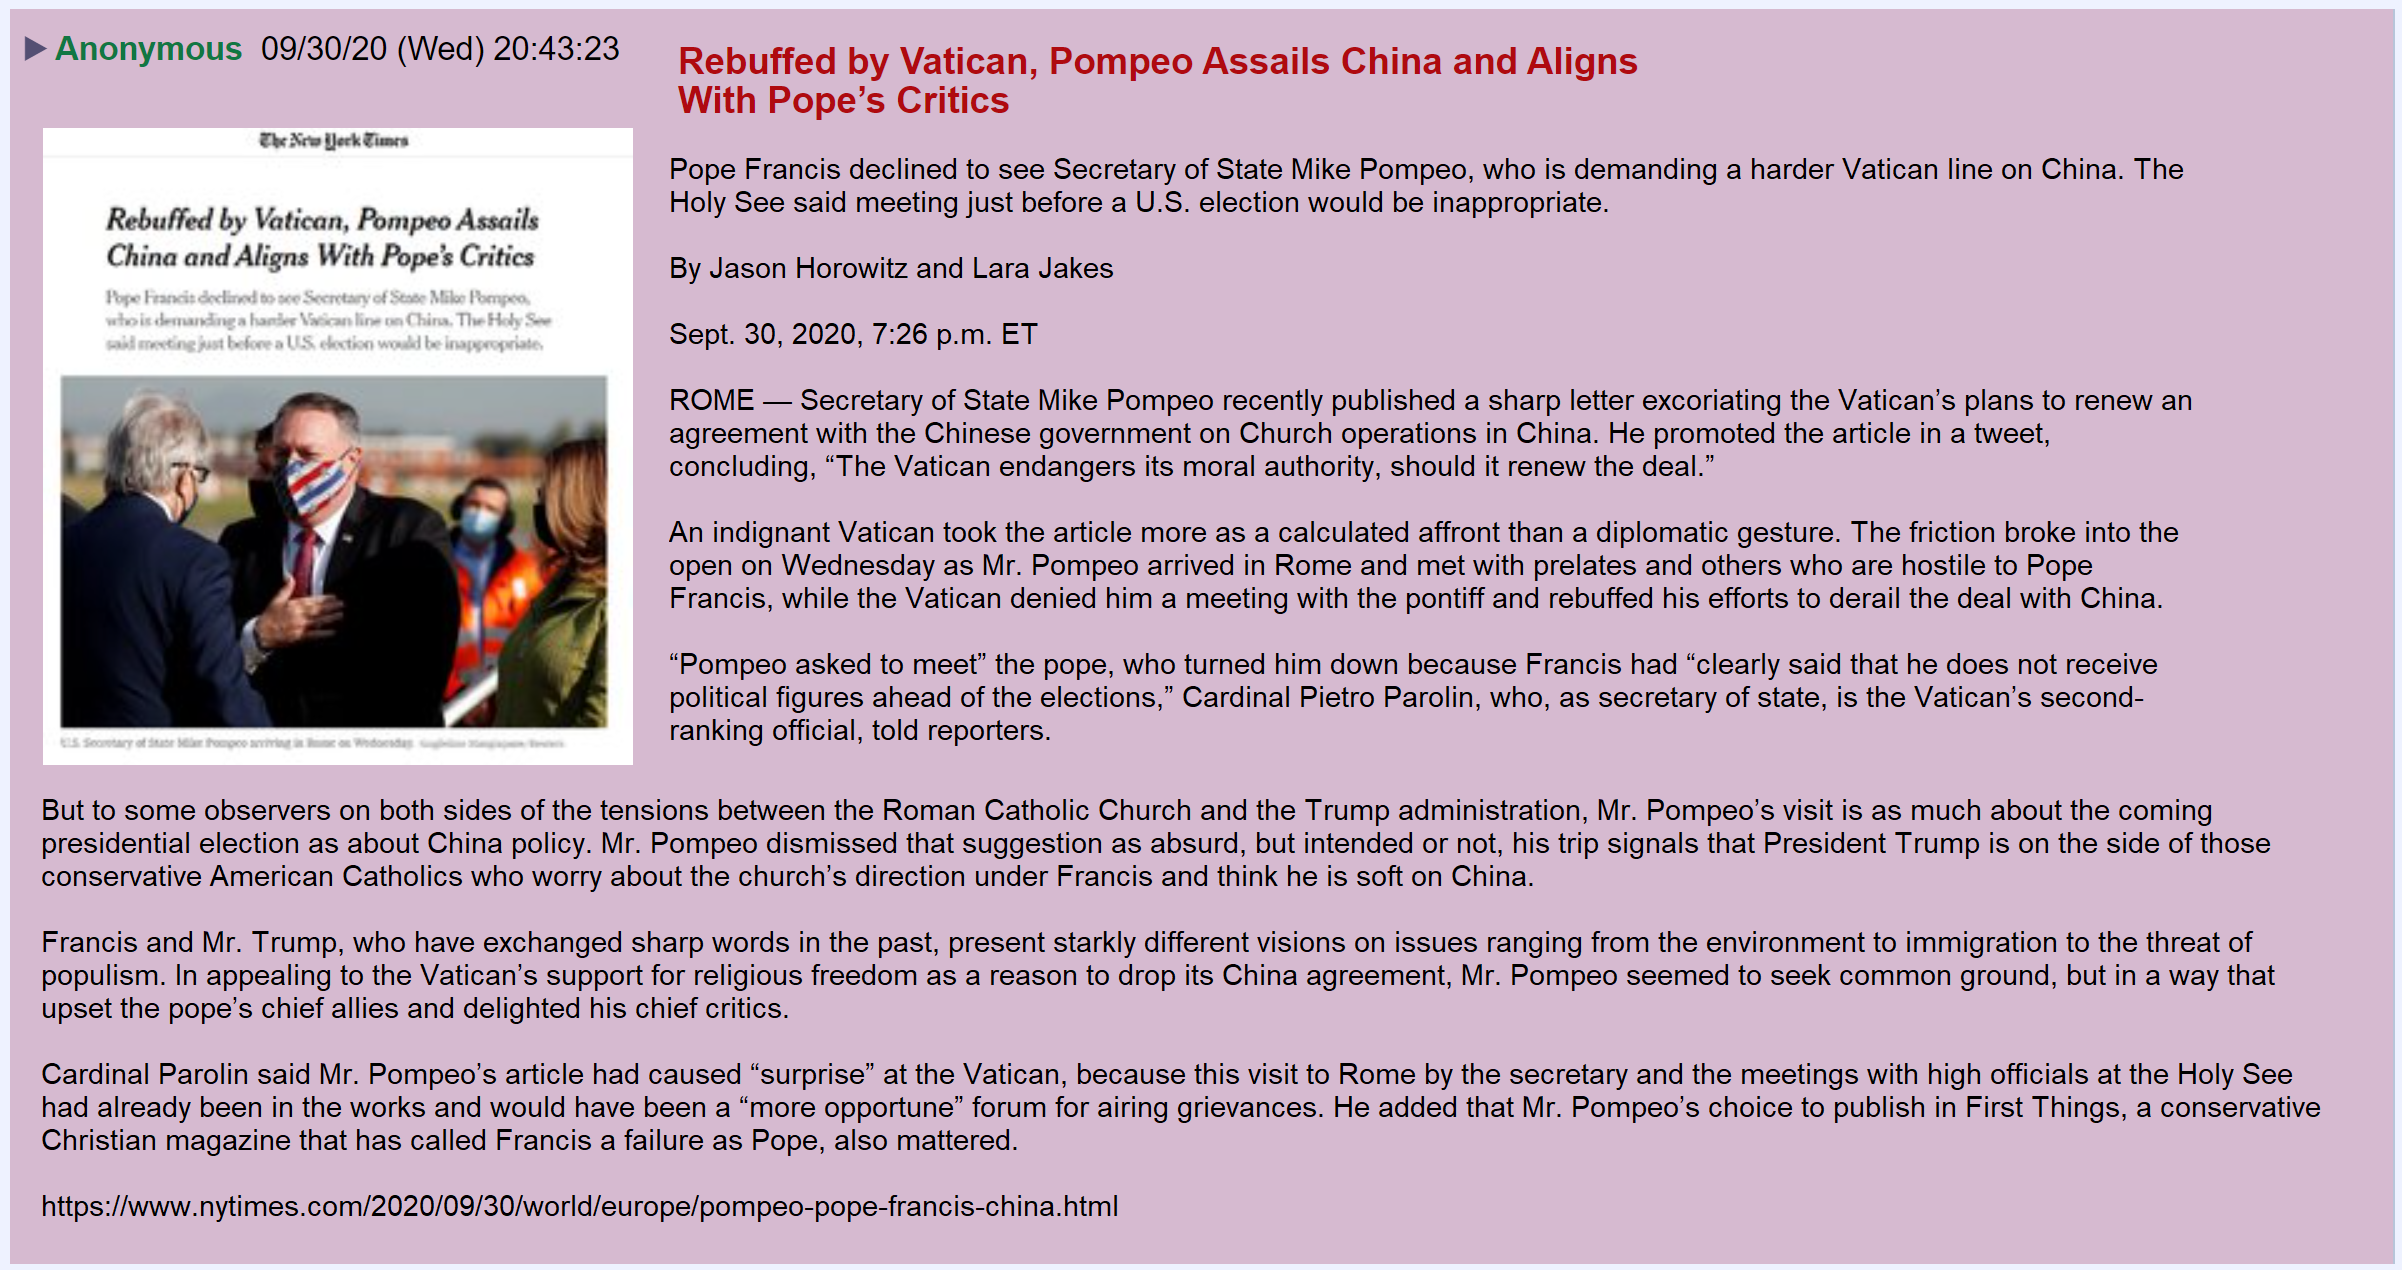 Anonymous 09/30/20 (Wed) 20:43:23
Rebuffed by Vatican, Pompeo Assails China and Aligns
With Pope’s Critics
The New York Times
Rebuffed by Vatican, Pompeo Assails
China and Aligns With Pope’s Critics
Pope Francis declined to see Secretary of State Mike Pompeo,
who is demanding a harder Vatican line on China. The Holy See
said meeting just before a U.S. election would be inappropriate.
U.S. Secretary of State Mike Pompeo arriving in Rome on Wednesday.
Pope Francis declined to see Secretary of State Mike Pompeo, who is demanding a harder Vatican line on China. The
Holy See said meeting just before a U.S. election would be inappropriate.
By Jason Horowitz and Lara Jakes
Sept. 30, 2020, 7:26 p.m. ET
ROME — Secretary of State Mike Pompeo recently published a sharp letter excoriating the Vatican’s plans to renew an
agreement with the Chinese government on Church operations in China. He promoted the article in a tweet,
concluding, “The Vatican endangers its moral authority, should it renew the deal.”
An indignant Vatican took the article more as a calculated affront than a diplomatic gesture. The friction broke into the
open on Wednesday as Mr. Pompeo arrived in Rome and met with prelates and others who are hostile to Pope
Francis, while the Vatican denied him a meeting with the pontiff and rebuffed his efforts to derail the deal with China.
“Pompeo asked to meet” the pope, who turned him down because Francis had “clearly said that he does not receive
political figures ahead of the elections,” Cardinal Pietro Parolin, who, as secretary of state, is the Vatican’s second-
ranking official, told reporters.
But to some observers on both sides of the tensions between the Roman Catholic Church and the Trump administration, Mr. Pompeo’s visit is as much about the coming
presidential election as about China policy. Mr. Pompeo dismissed that suggestion as absurd, but intended or not, his trip signals that President Trump is on the side of those
conservative American Catholics who worry about the church’s direction under Francis and think he is soft on China.
Francis and Mr. Trump, who have exchanged sharp words in the past, present starkly different visions on issues ranging from the environment to immigration to the threat of
populism. In appealing to the Vatican’s support for religious freedom as a reason to drop its China agreement, Mr. Pompeo seemed to seek common ground, but in a way that
upset the pope’s chief allies and delighted his chief critics.
Cardinal Parolin said Mr. Pompeo’s article had caused “surprise” at the Vatican, because this visit to Rome by the secretary and the meetings with high officials at the Holy See
had already been in the works and would have been a “more opportune” forum for airing grievances. He added that Mr. Pompeo’s choice to publish in First Things, a conservative
Christian magazine that has called Francis a failure as Pope, also mattered.
https://www.nytimes.com/2020/09/30/world/europe/pompeo-pope-francis-china.html